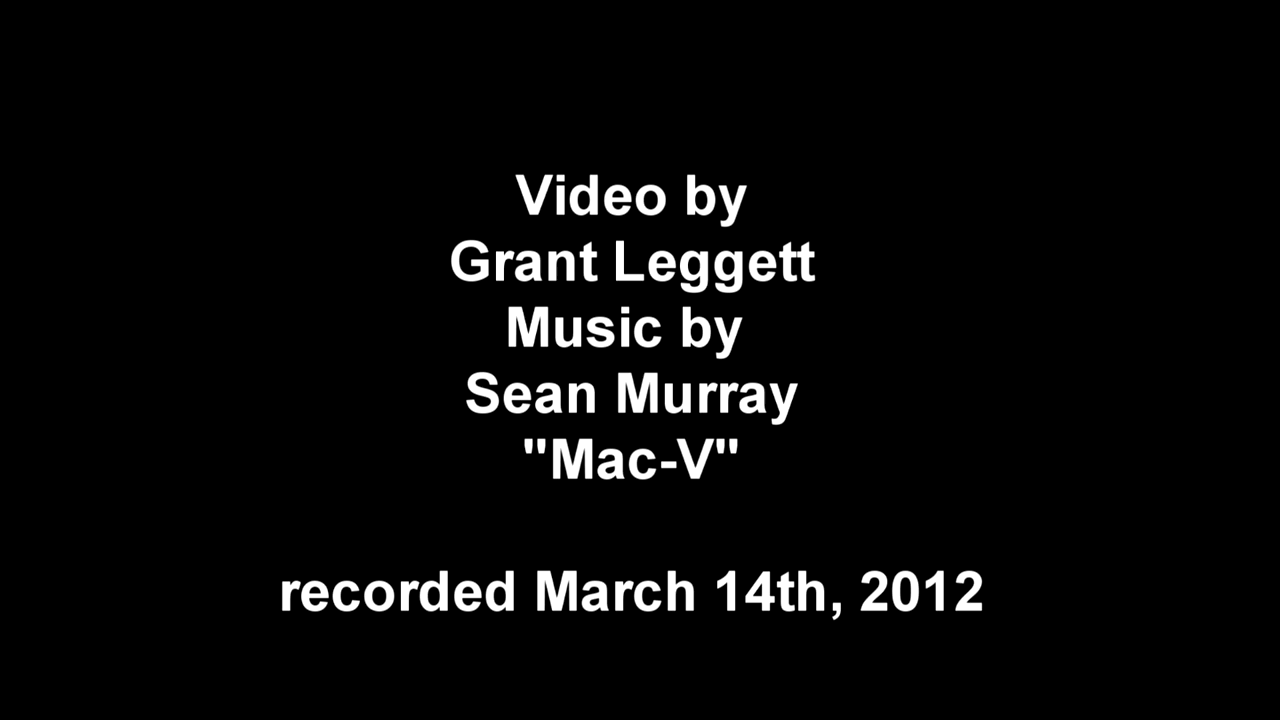 Video by
Grant Leggett
Music by
Sean Murray
"Mac-V"
recorded March 14th, 2012